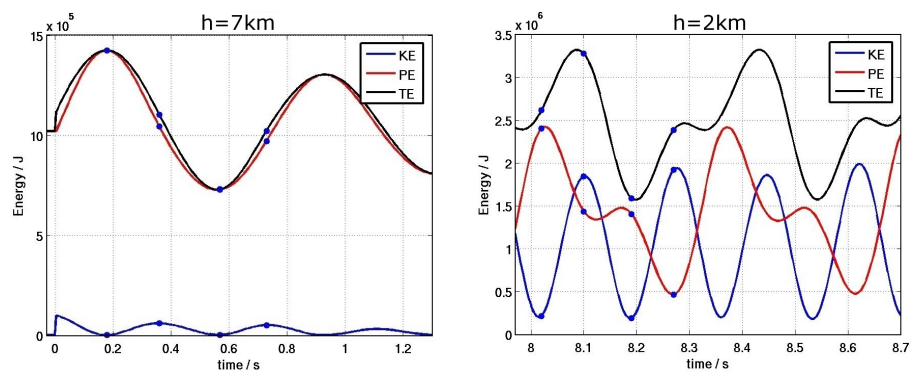 h=7km
x 10^5
15
10
5
0
0 0.2 0.4 0.6 0.8 1 1.2
Energy / J
time / s
KE
PE
TE
h=2km
x 10^6
3.5
3
2.5
2
1.5
1
0.5
0
8 8.1 8.2 8.3 8.4 8.5 8.6 8.7
Energy / J
time / s
KE
PE
TE